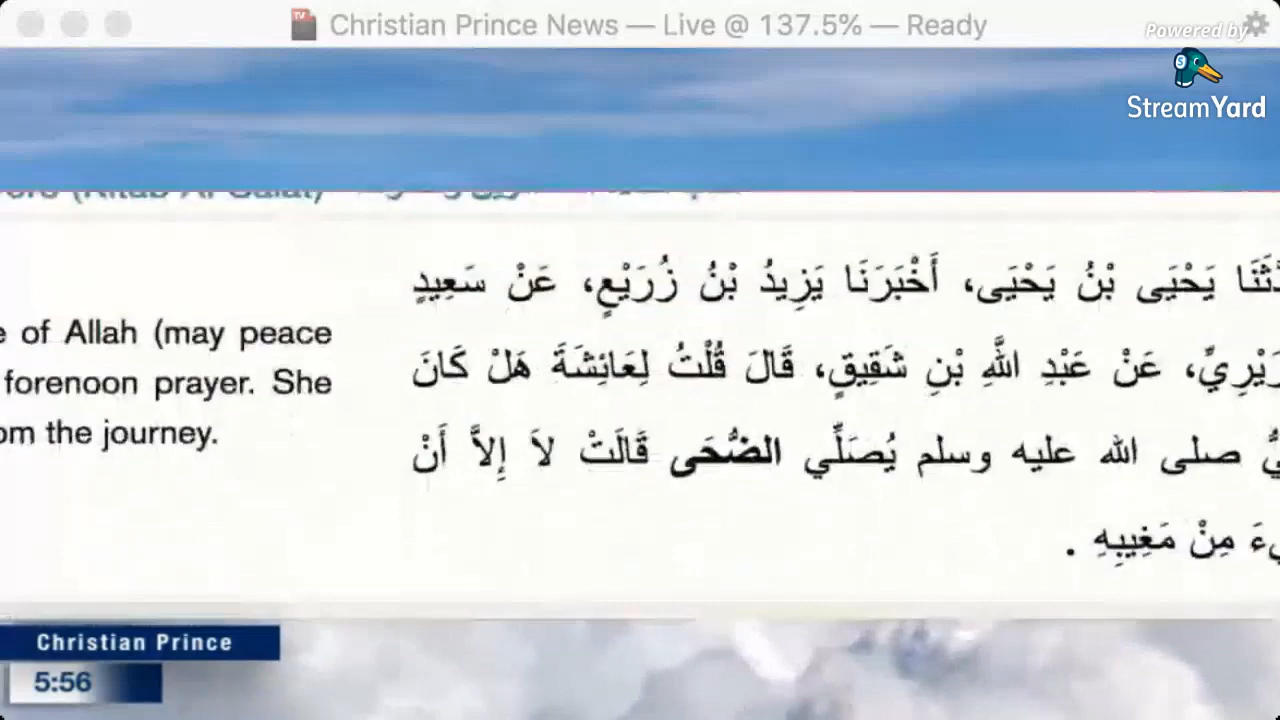 Christian Prince News — Live @ 137.5% — Ready
Powered by
StreamYard
يَحْيَى بْنُ يَحْيَى، أَخْبَرَنَا يَزِيدُ بْنُ زُرَيْعٍ، عَنْ سَعِيدٍ
عَنْ عَبْدِ اللَّهِ بْنِ شَقِيقٍ، قَالَ قُلْتُ لِعَائِشَةَ هَلْ كَانَ
صلى الله عليه وسلم يُصَلِّي الضُّحَى قَالَتْ لاَ إِلاَّ أَنْ
مِنْ مَغِيبِهِ .
of Allah (may peace
forenoon prayer. She
the journey.
Christian Prince
5:56